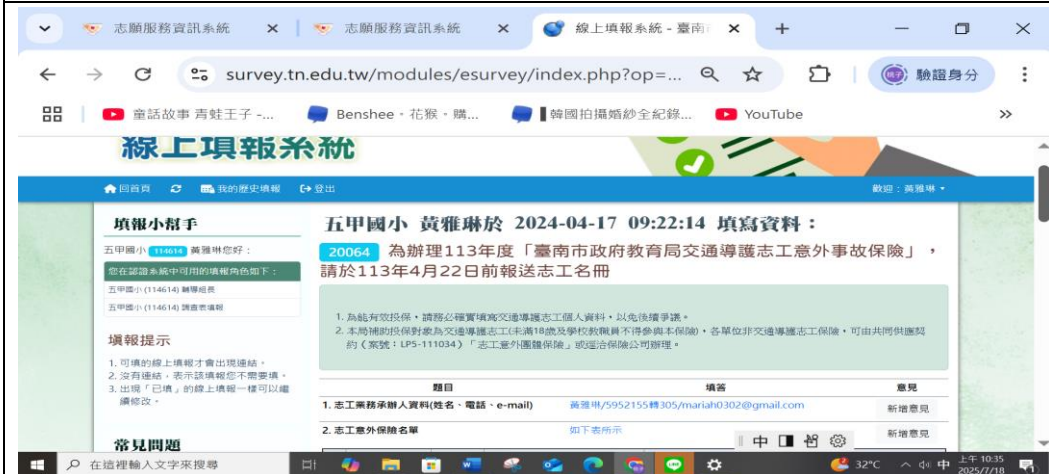 志願服務資訊系統
志願服務資訊系統
線上填報系統 - 臺南
survey.tn.edu.tw/modules/esurvey/index.php?op=...
驗證身分
童話故事 青蛙王子 -...
Benshee。花猴。購...
▌韓國拍攝婚紗全紀錄...
YouTube
線上填報系統
回首頁
我的歷史填報
登出
歡迎：黃雅琳
填報小幫手
五甲國小 114614 黃雅琳您好：
您在認證系統中可用的填報角色如下：
五甲國小 (114614) 輔導組長
五甲國小 (114614) 調查表填報
填報提示
1. 可填的線上填報才會出現連結。
2. 沒有連結，表示該填報您不需要填。
3. 出現「已填」的線上填報一樣可以繼
續修改。
常見問題
五甲國小 黃雅琳於 2024-04-17 09:22:14 填寫資料：
20064 為辦理113年度「臺南市政府教育局交通導護志工意外事故保險」，
請於113年4月22日前報送志工名冊
1. 為能有效投保，請務必確實填寫交通導護志工個人資料，以免後續爭議。
2. 本局補助投保對象為交通導護志工(未滿18歲及學校教職員不得參與本保險)，各單位非交通導護志工保險，可由共同供應契
約（案號：LP5-111034）「志工意外團體保險」或逕洽保險公司辦理。
題目 填答 意見
1. 志工業務承辦人資料(姓名、電話、e-mail) 黃雅琳/5952155轉305/mariah0302@gmail.com 新增意見
2. 志工意外保險名單 如下表所示 新增意見
中
在這裡輸入文字來搜尋
32°C
中
上午 10:35
2025/7/18